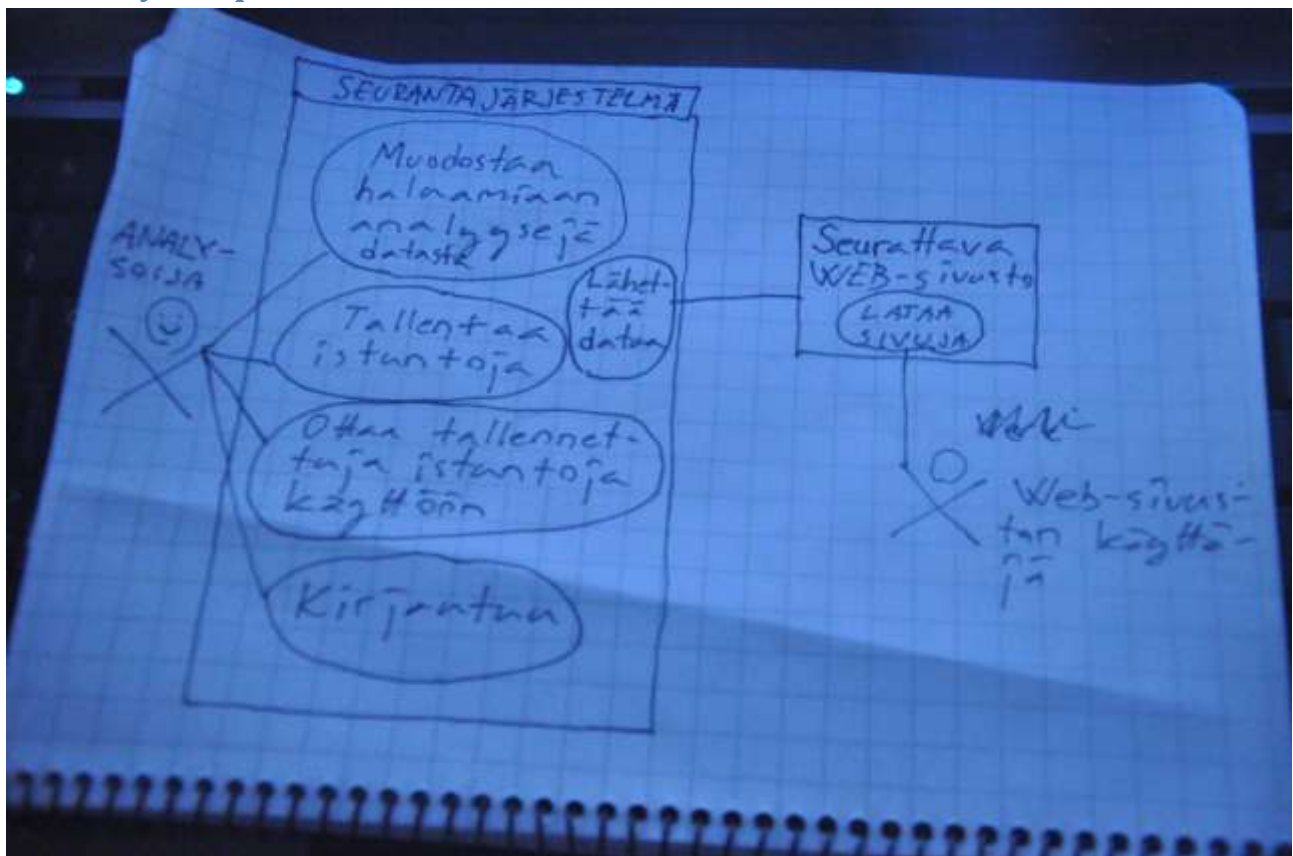 SEURANTAJÄRJESTELMÄ
Muodostaa
haluamiaan
analyysejä
datasta
ANALY-
SOIJA
Tallentaa
istuntoja
Lähet-
tää
dataa
Ottaa tallennet-
tuja istuntoja
käyttöön
Kirjautuu
Seurattava
WEB-sivusto
LATAA
SIVUJA
Web-sivus-
ton käyttä-
jä